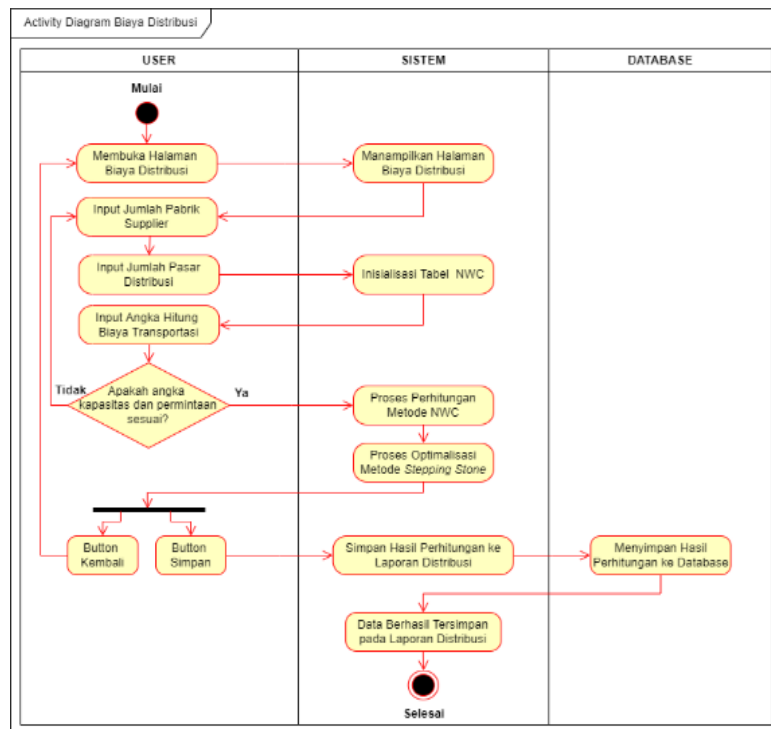 Activity Diagram Biaya Distribusi
USER
SISTEM
DATABASE
Mulai
Membuka Halaman
Biaya Distribusi
Manampilkan Halaman
Biaya Distribusi
Input Jumlah Pabrik
Supplier
Input Jumlah Pasar
Distribusi
Inisialisasi Tabel NWC
Input Angka Hitung
Biaya Transportasi
Tidak
Apakah angka
kapasitas dan permintaan
sesuai?
Ya
Proses Perhitungan
Metode NWC
Proses Optimalisasi
Metode Stepping Stone
Button
Kembali
Button
Simpan
Simpan Hasil Perhitungan ke
Laporan Distribusi
Menyimpan Hasil
Perhitungan ke Database
Data Berhasil Tersimpan
pada Laporan Distribusi
Selesai